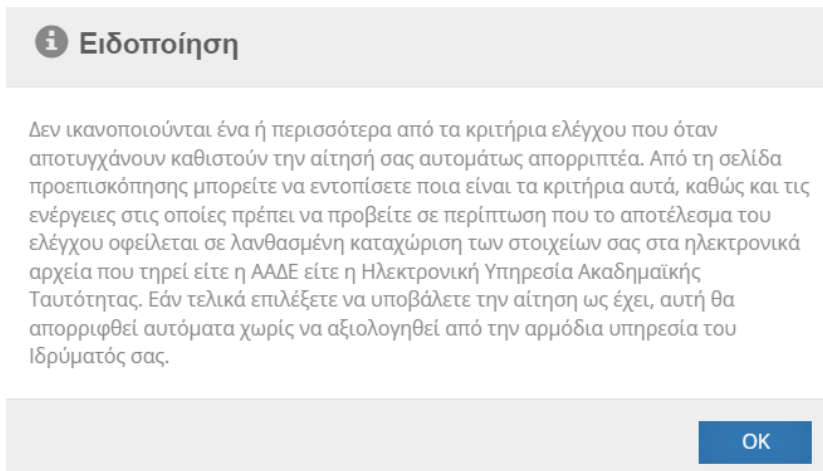 Ειδοποίηση
Δεν ικανοποιούνται ένα ή περισσότερα από τα κριτήρια ελέγχου που όταν
αποτυγχάνουν καθιστούν την αίτησή σας αυτομάτως απορριπτέα. Από τη σελίδα
προεπισκόπησης μπορείτε να εντοπίσετε ποια είναι τα κριτήρια αυτά, καθώς και τις
ενέργειες στις οποίες πρέπει να προβείτε σε περίπτωση που το αποτέλεσμα του
ελέγχου οφείλεται σε λανθασμένη καταχώριση των στοιχείων σας στα ηλεκτρονικά
αρχεία που τηρεί είτε η ΑΑΔΕ είτε η Ηλεκτρονική Υπηρεσία Ακαδημαϊκής
Ταυτότητας. Εάν τελικά επιλέξετε να υποβάλετε την αίτηση ως έχει, αυτή θα
απορριφθεί αυτόματα χωρίς να αξιολογηθεί από την αρμόδια υπηρεσία του
Ιδρύματός σας.
OK